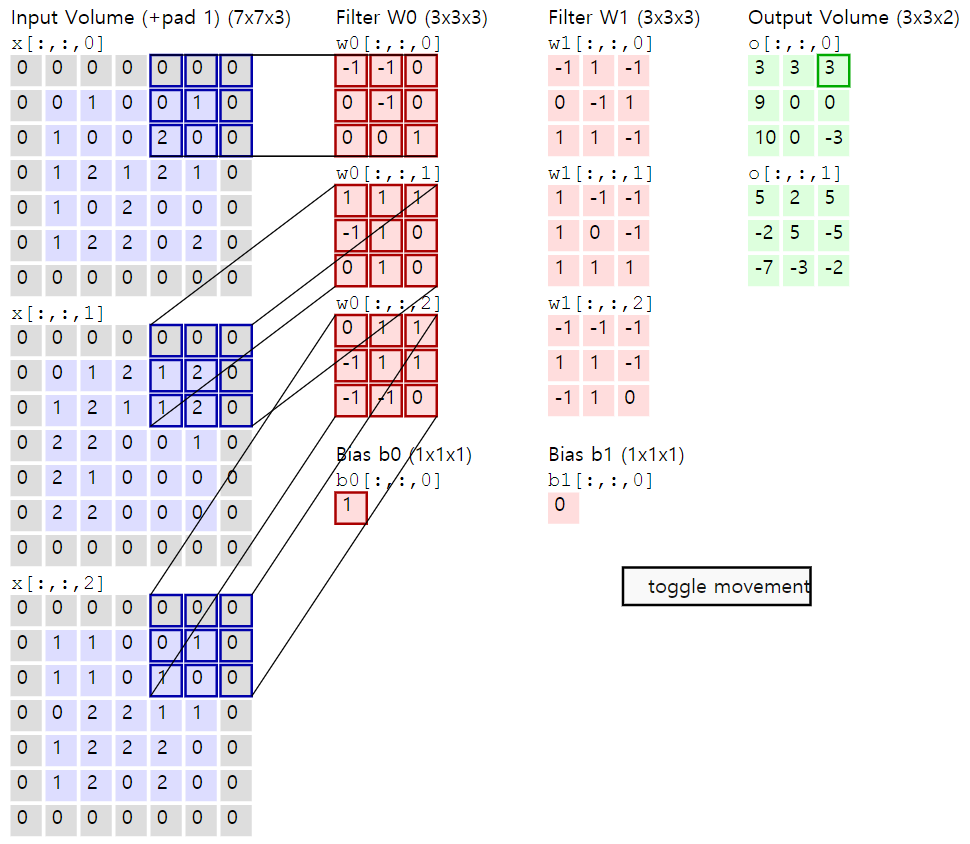 Input Volume (+pad 1) (7x7x3)
x[:,:,0]
0 0 0 0 0 0 0
0 0 1 0 0 1 0
0 1 0 0 2 0 0
0 1 2 1 2 1 0
0 1 0 2 0 0 0
0 1 2 2 0 2 0
0 0 0 0 0 0 0
x[:,:,1]
0 0 0 0 0 0 0
0 0 1 2 1 2 0
0 1 2 1 1 2 0
0 2 2 0 0 1 0
0 2 1 0 0 0 0
0 2 2 0 0 0 0
0 0 0 0 0 0 0
x[:,:,2]
0 0 0 0 0 0 0
0 1 1 0 0 1 0
0 1 1 0 1 0 0
0 0 2 2 1 1 0
0 1 2 2 2 0 0
0 1 2 0 2 0 0
0 0 0 0 0 0 0
Filter W0 (3x3x3)
w0[:,:,0]
-1 -1 0
0 -1 0
0 0 1
w0[:,:,1]
1 1 1
-1 1 0
0 1 0
w0[:,:,2]
0 1 1
-1 1 1
-1 -1 0
Bias b0 (1x1x1)
b0[:,:,0]
1
Filter W1 (3x3x3)
w1[:,:,0]
-1 1 -1
0 -1 1
1 1 -1
w1[:,:,1]
1 -1 -1
1 0 -1
1 1 1
w1[:,:,2]
-1 -1 -1
1 1 -1
-1 1 0
Bias b1 (1x1x1)
b1[:,:,0]
0
Output Volume (3x3x2)
o[:,:,0]
3 3 3
9 0 0
10 0 -3
o[:,:,1]
5 2 5
-2 5 -5
-7 -3 -2
toggle movement